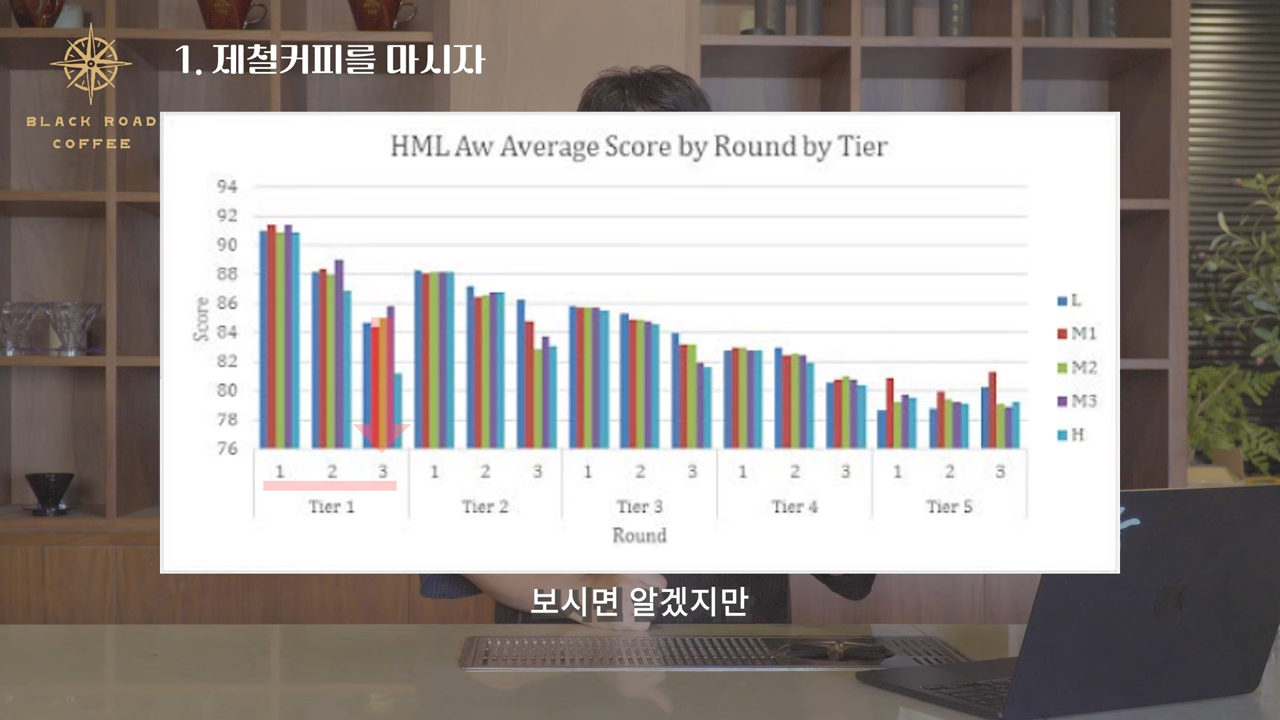 1. 제철커피를 마시자
BLACK ROAD
COFFEE
HML Aw Average Score by Round by Tier
94
92
90
88
86
84
82
80
78
76
Score
L
M1
M2
M3
H
1 2 3 1 2 3 1 2 3 1 2 3 1 2 3
Tier 1 Tier 2 Tier 3 Tier 4 Tier 5
Round
보시면 알겠지만